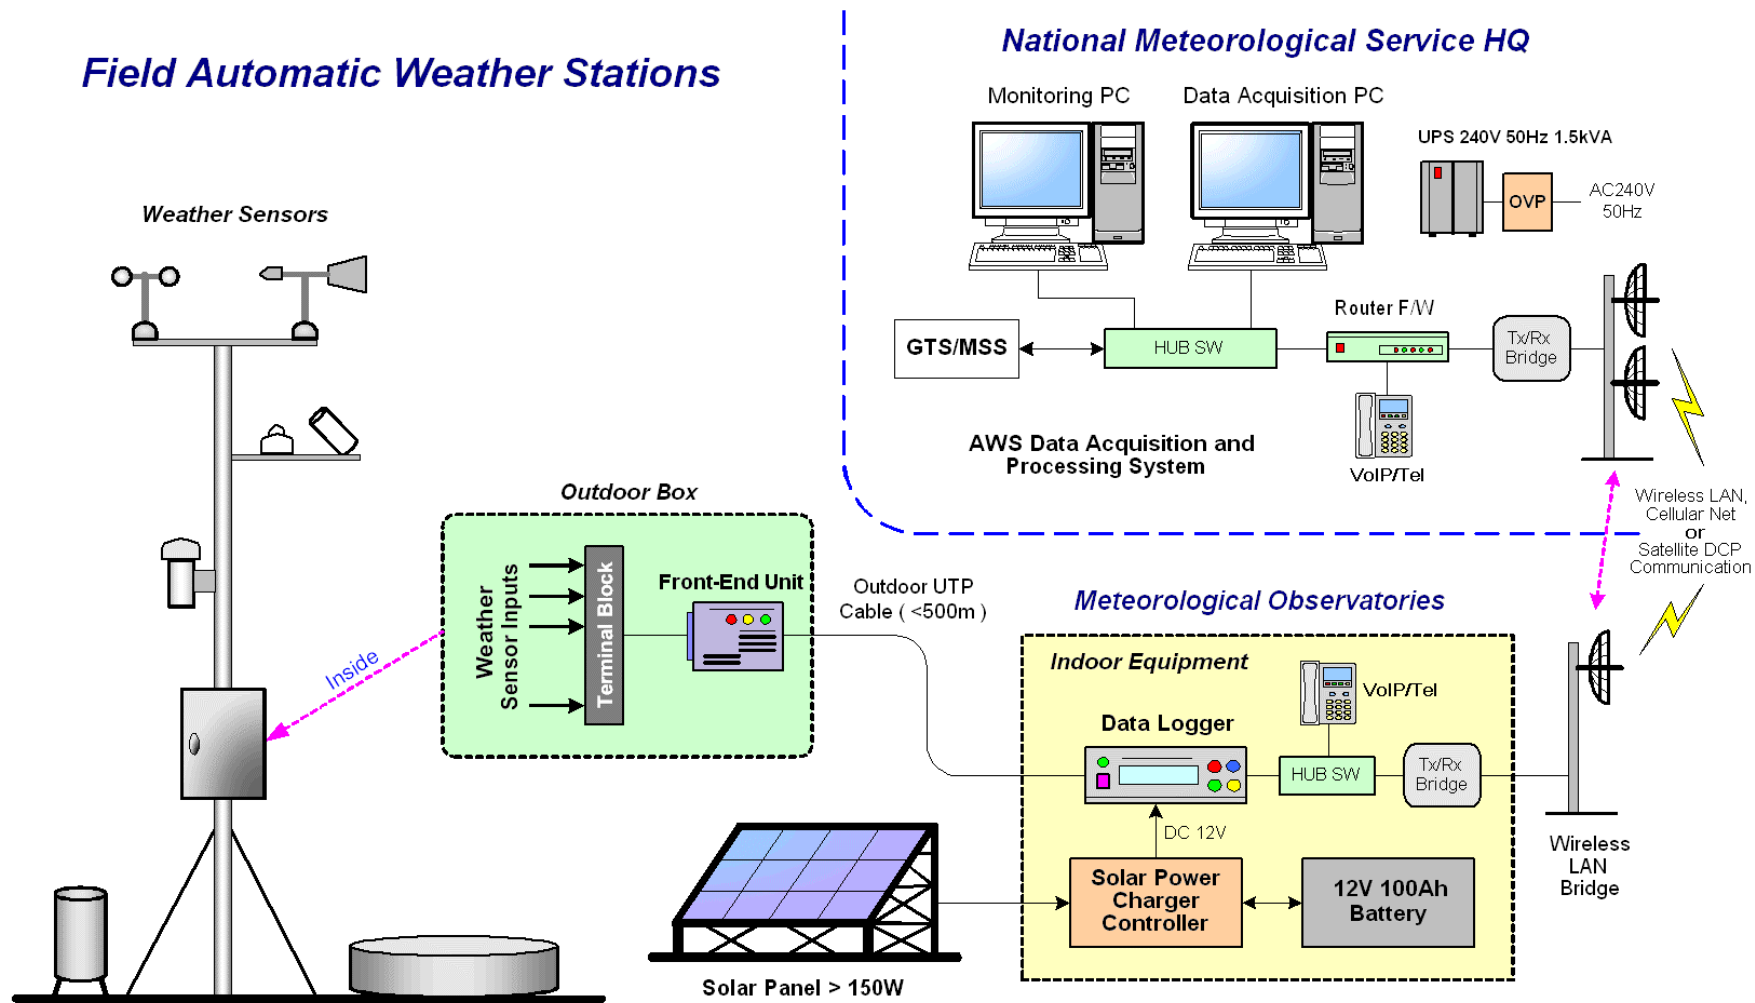 Field Automatic Weather Stations
National Meteorological Service HQ
Monitoring PC
Data Acquisition PC
UPS 240V 50Hz 1.5kVA
OVP
AC240V
50Hz
Weather Sensors
Router F/W
GTS/MSS
HUB SW
Tx/Rx
Bridge
VoIP/Tel
AWS Data Acquisition and
Processing System
Wireless LAN,
Cellular Net
or
Satellite DCP
Communication
Outdoor Box
Weather
Sensor Inputs
Terminal Block
Front-End Unit
Inside
Outdoor UTP
Cable ( <500m )
Meteorological Observatories
Indoor Equipment
VoIP/Tel
Data Logger
HUB SW
Tx/Rx
Bridge
DC 12V
Solar Power
Charger
Controller
12V 100Ah
Battery
Wireless
LAN
Bridge
Solar Panel > 150W